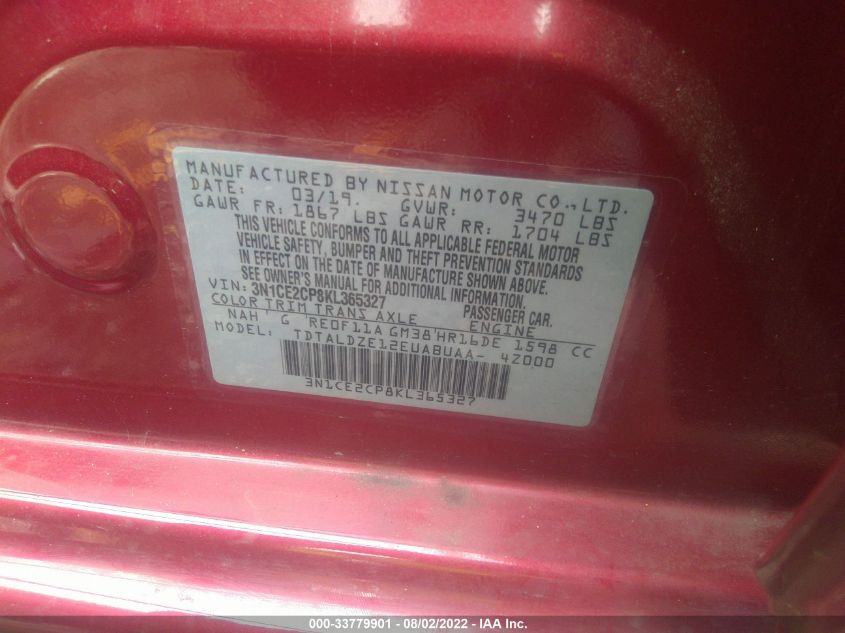 MANUFACTURED BY NISSAN MOTOR CO.,LTD.
DATE: 03/19. GVWR: 3470 LBS
GAWR FR: 1867 LBS GAWR RR: 1704 LBS
THIS VEHICLE CONFORMS TO ALL APPLICABLE FEDERAL MOTOR
VEHICLE SAFETY, BUMPER AND THEFT PREVENTION STANDARDS
IN EFFECT ON THE DATE OF MANUFACTURE SHOWN ABOVE.
SEE OWNER'S MANUAL FOR ADDITIONAL INFORMATION
VIN: 3N1CE2CP8KL365327 PASSENGER CAR.
COLOR TRIM TRANS AXLE ENGINE
NAH G RE0F11A GM38 HR16DE 1598 CC
MODEL: TDTALDZE12EUABUAA-4Z000
3N1CE2CP8KL365327
000-33779901 - 08/02/2022 - IAA Inc.